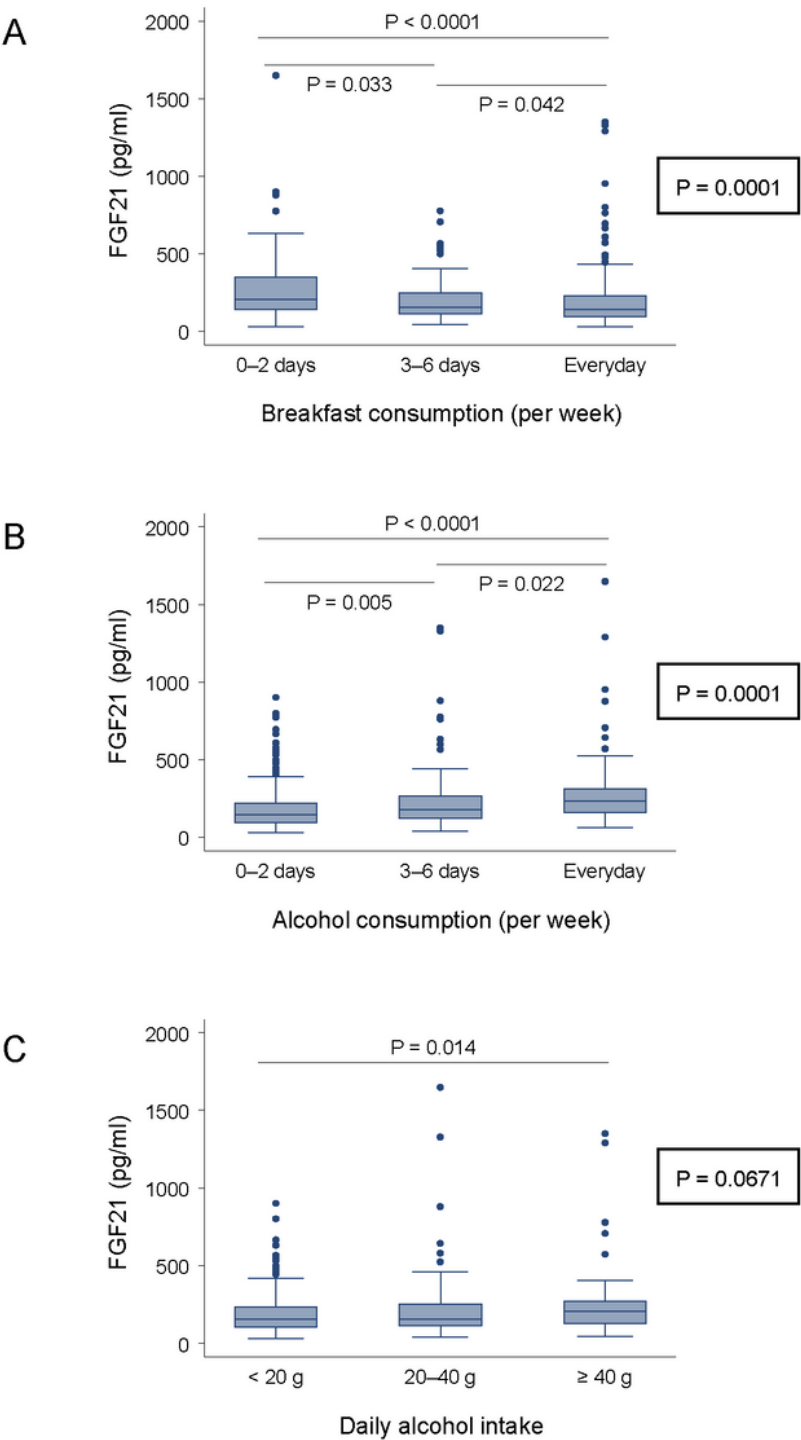 A
2000
1500
1000
500
0
FGF21 (pg/ml)
P < 0.0001
P = 0.033
P = 0.042
P = 0.0001
0–2 days
3–6 days
Everyday
Breakfast consumption (per week)
B
2000
1500
1000
500
0
FGF21 (pg/ml)
P < 0.0001
P = 0.005
P = 0.022
P = 0.0001
0–2 days
3–6 days
Everyday
Alcohol consumption (per week)
C
2000
1500
1000
500
0
FGF21 (pg/ml)
P = 0.014
P = 0.0671
< 20 g
20–40 g
≥ 40 g
Daily alcohol intake